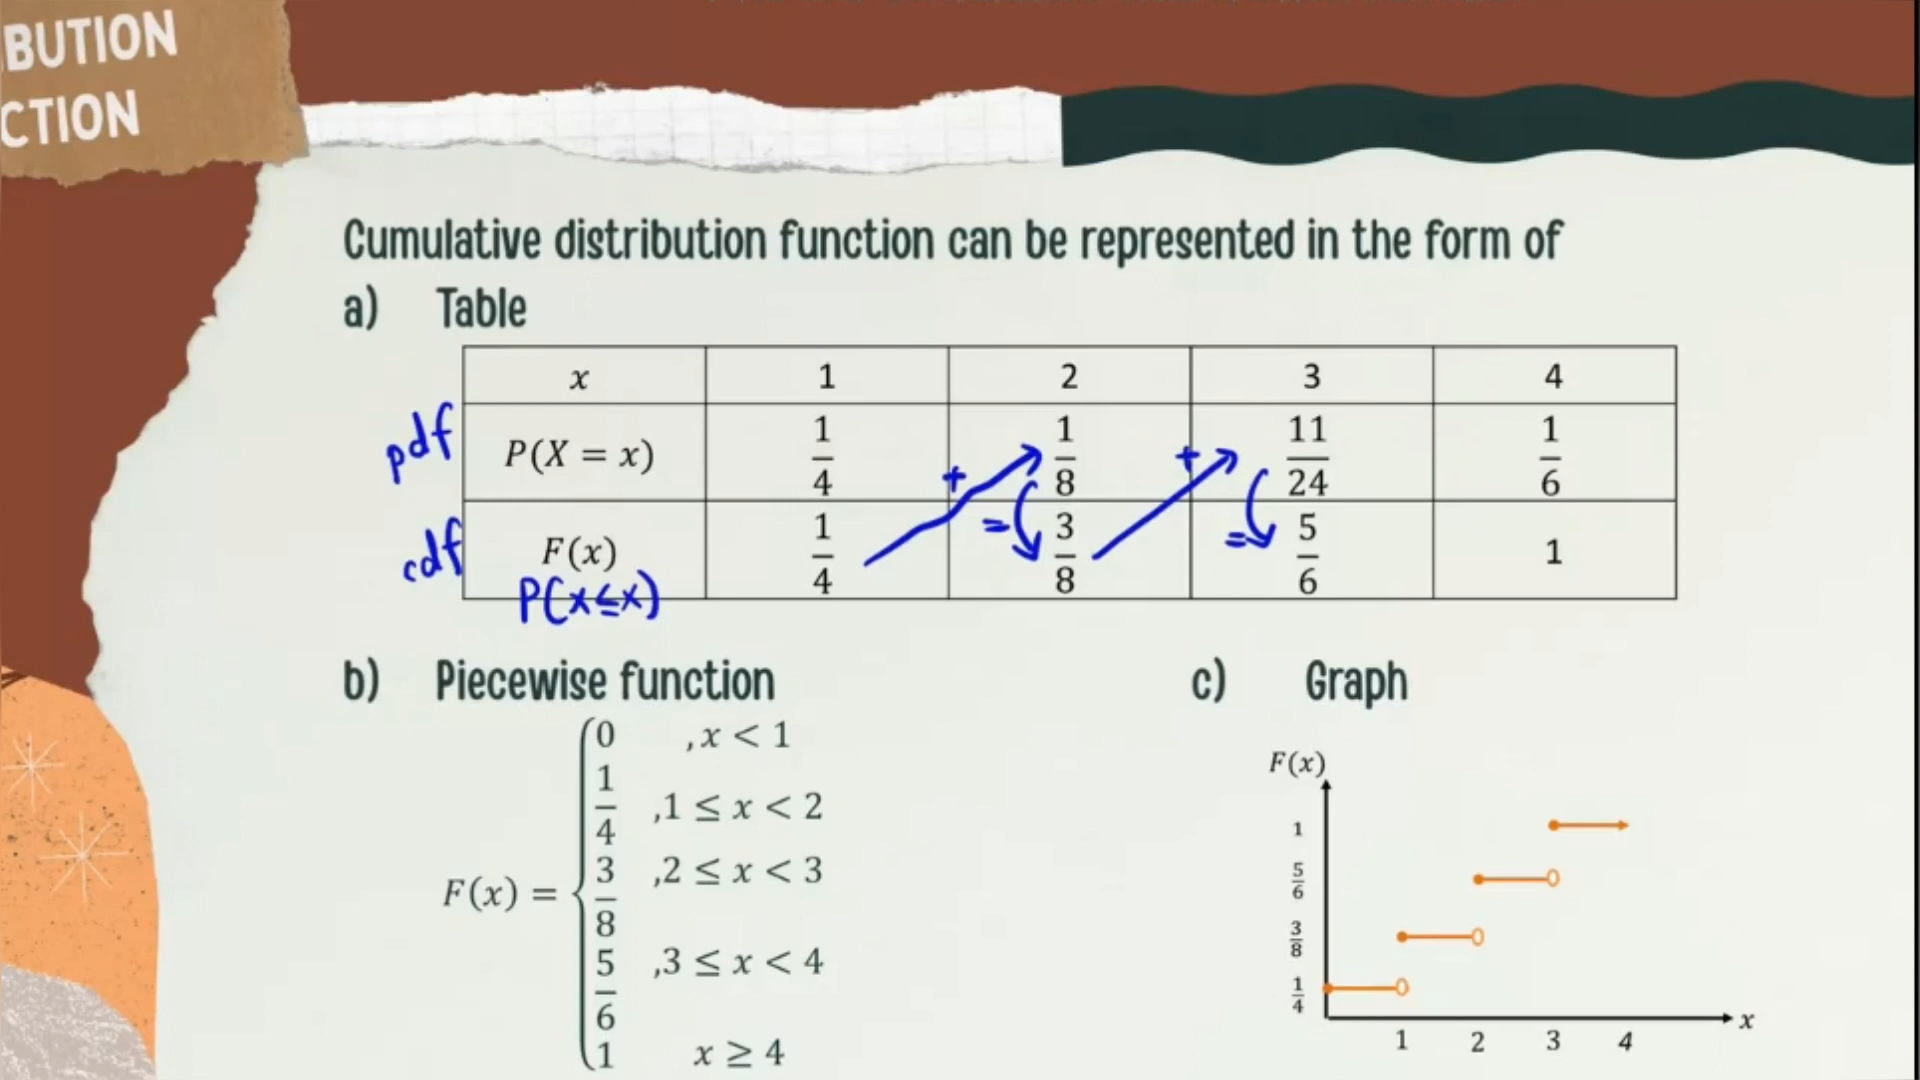 BUTION
CTION
Cumulative distribution function can be represented in the form of
a) Table
x 1 2 3 4
pdf P(X = x) 1/4 1/8 11/24 1/6
+ +
cdf F(x) 1/4 = 3/8 = 5/6 1
P(x≤x)
b) Piecewise function
F(x) = { 0 , x < 1
1/4 , 1 ≤ x < 2
3/8 , 2 ≤ x < 3
5/6 , 3 ≤ x < 4
1 x ≥ 4
c) Graph
F(x)
1
5/6
3/8
1/4
x
1 2 3 4